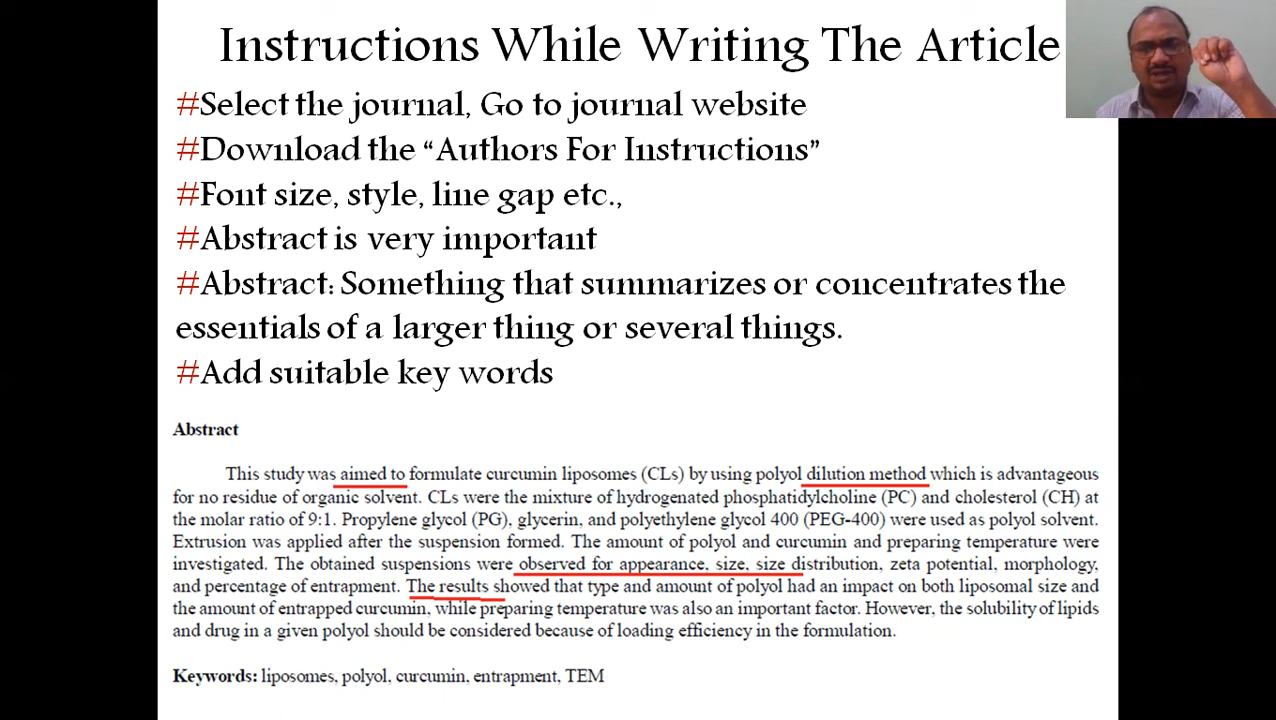 Instructions While Writing The Article
#Select the journal, Go to journal website
#Download the “Authors For Instructions”
#Font size, style, line gap etc.,
#Abstract is very important
#Abstract: Something that summarizes or concentrates the
essentials of a larger thing or several things.
#Add suitable key words
Abstract
This study was aimed to formulate curcumin liposomes (CLs) by using polyol dilution method which is advantageous
for no residue of organic solvent. CLs were the mixture of hydrogenated phosphatidylcholine (PC) and cholesterol (CH) at
the molar ratio of 9:1. Propylene glycol (PG), glycerin, and polyethylene glycol 400 (PEG-400) were used as polyol solvent.
Extrusion was applied after the suspension formed. The amount of polyol and curcumin and preparing temperature were
investigated. The obtained suspensions were observed for appearance, size, size distribution, zeta potential, morphology,
and percentage of entrapment. The results showed that type and amount of polyol had an impact on both liposomal size and
the amount of entrapped curcumin, while preparing temperature was also an important factor. However, the solubility of lipids
and drug in a given polyol should be considered because of loading efficiency in the formulation.
Keywords: liposomes, polyol, curcumin, entrapment, TEM